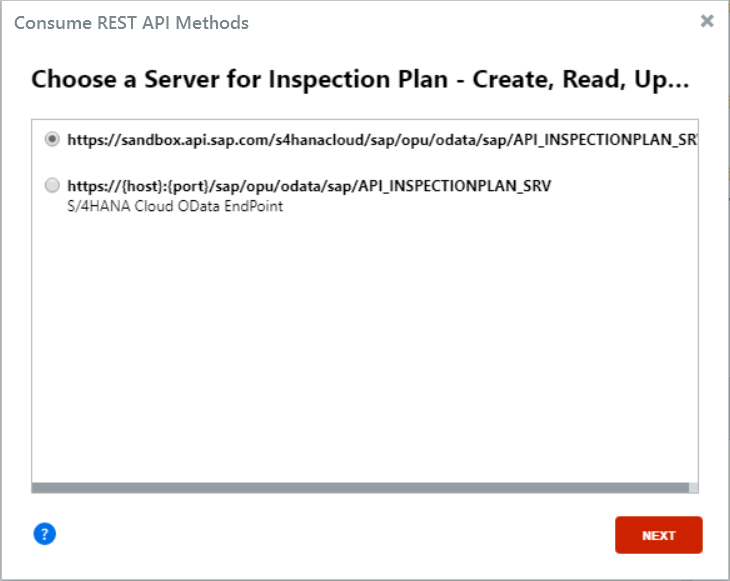 Consume REST API Methods
Choose a Server for Inspection Plan - Create, Read, Up...
https://sandbox.api.sap.com/s4hanacloud/sap/opu/odata/sap/API_INSPECTIONPLAN_SR
https://{host}:{port}/sap/opu/odata/sap/API_INSPECTIONPLAN_SRV
S/4HANA Cloud OData EndPoint
?
NEXT